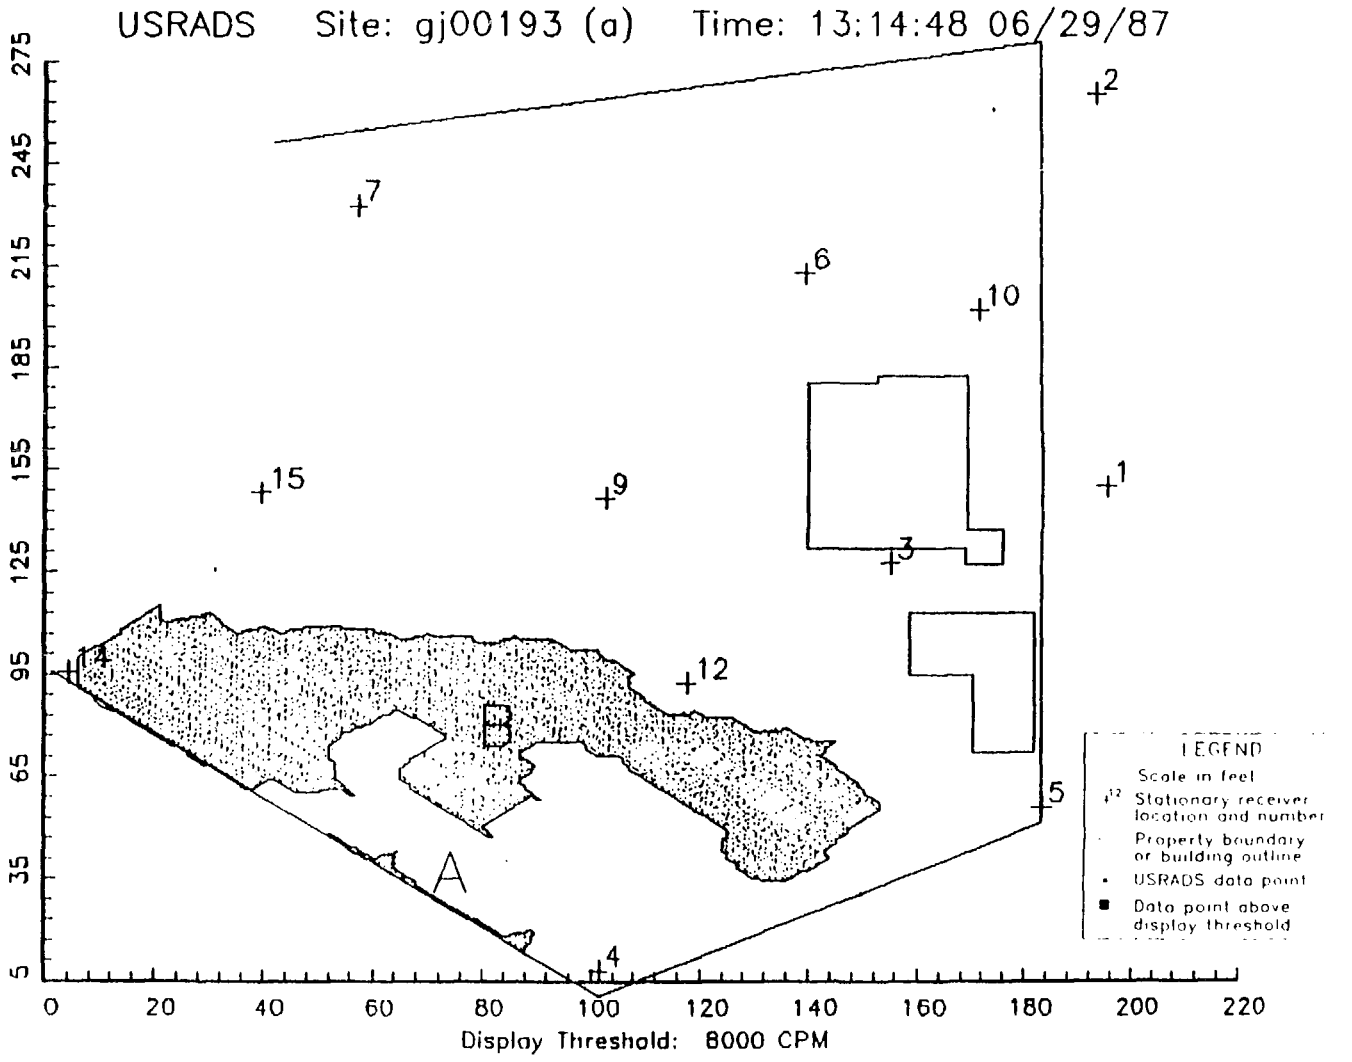 USRADS Site: gj00193 (a) Time: 13:14:48 06/29/87
275
245
215
185
155
125
95
65
35
5
2
7
6
10
15
9
1
3
14
12
B
5
A
4
LEGEND
Scale in feet
12 Stationary receiver
location and number
Property boundary
or building outline
USRADS data point
Data point above
display threshold
0 20 40 60 80 100 120 140 160 180 200 220
Display Threshold: 8000 CPM